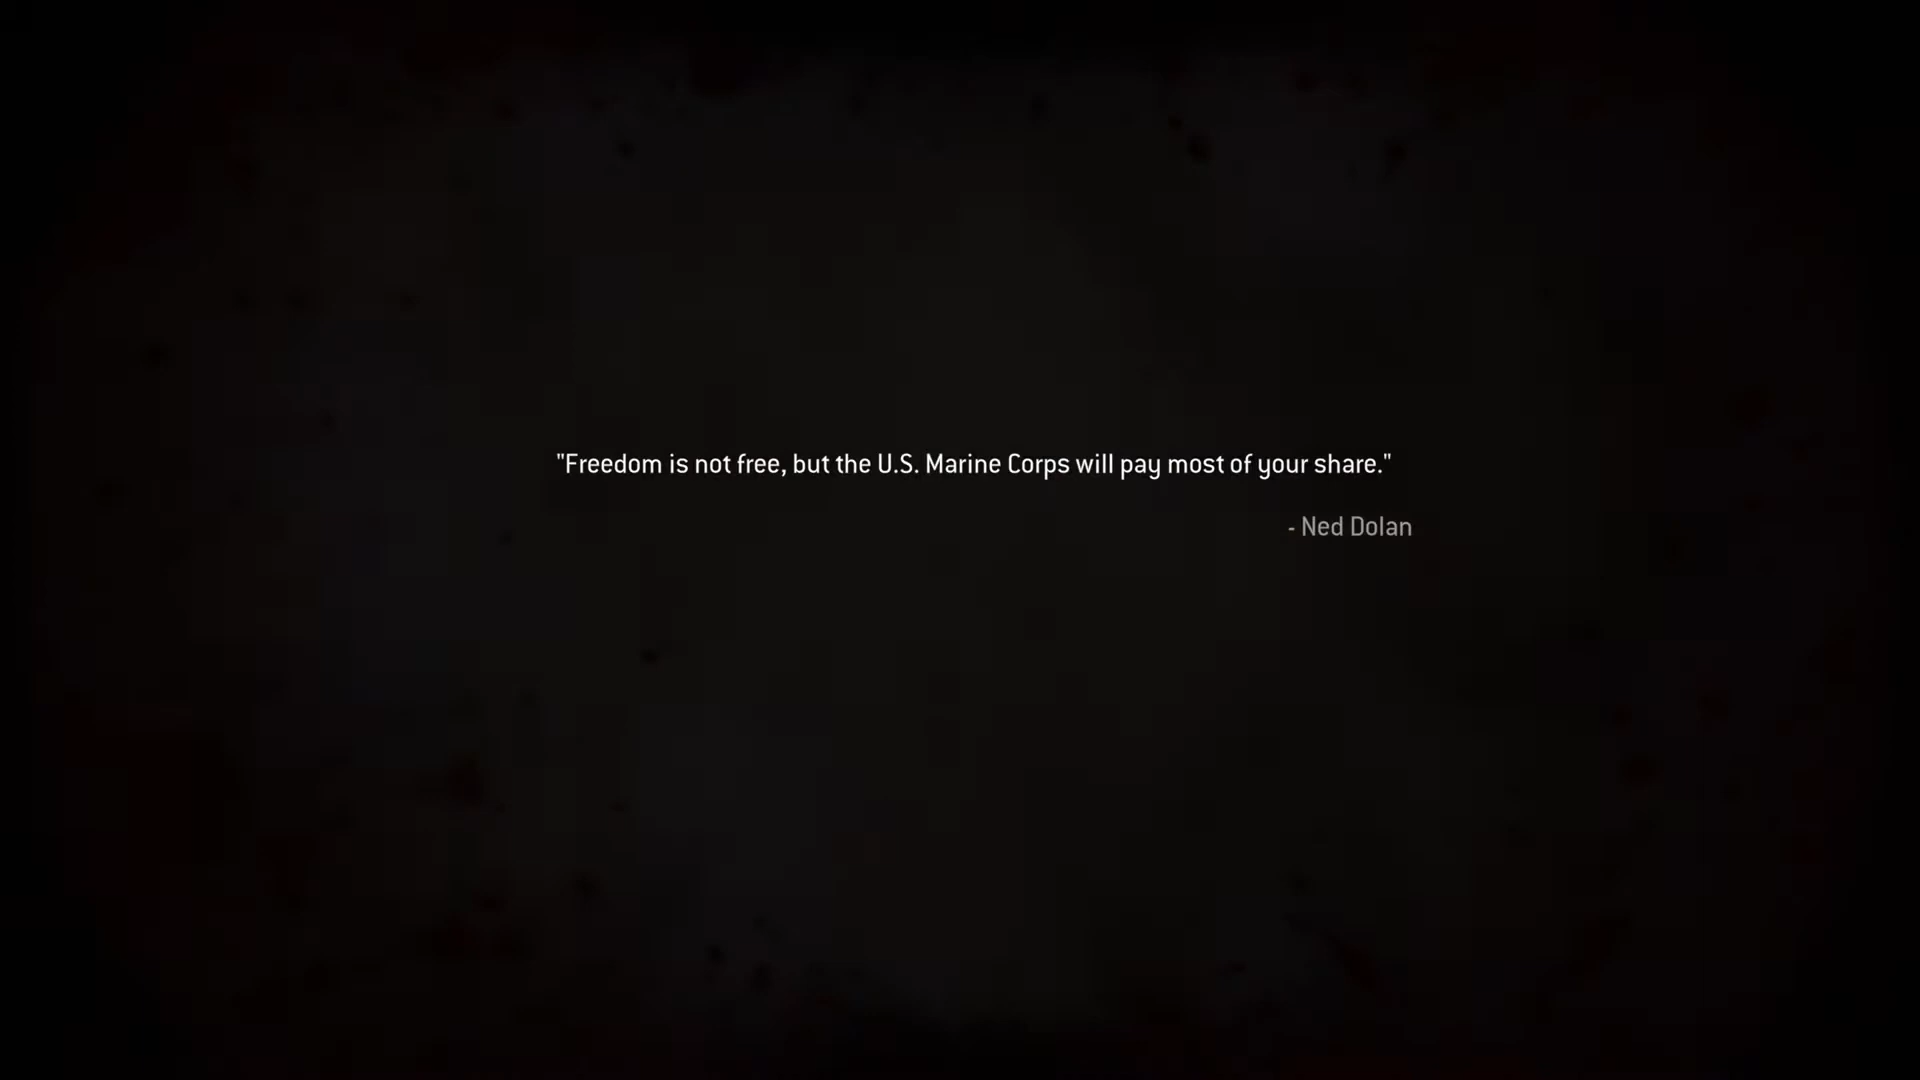 "Freedom is not free, but the U.S. Marine Corps will pay most of your share."
- Ned Dolan